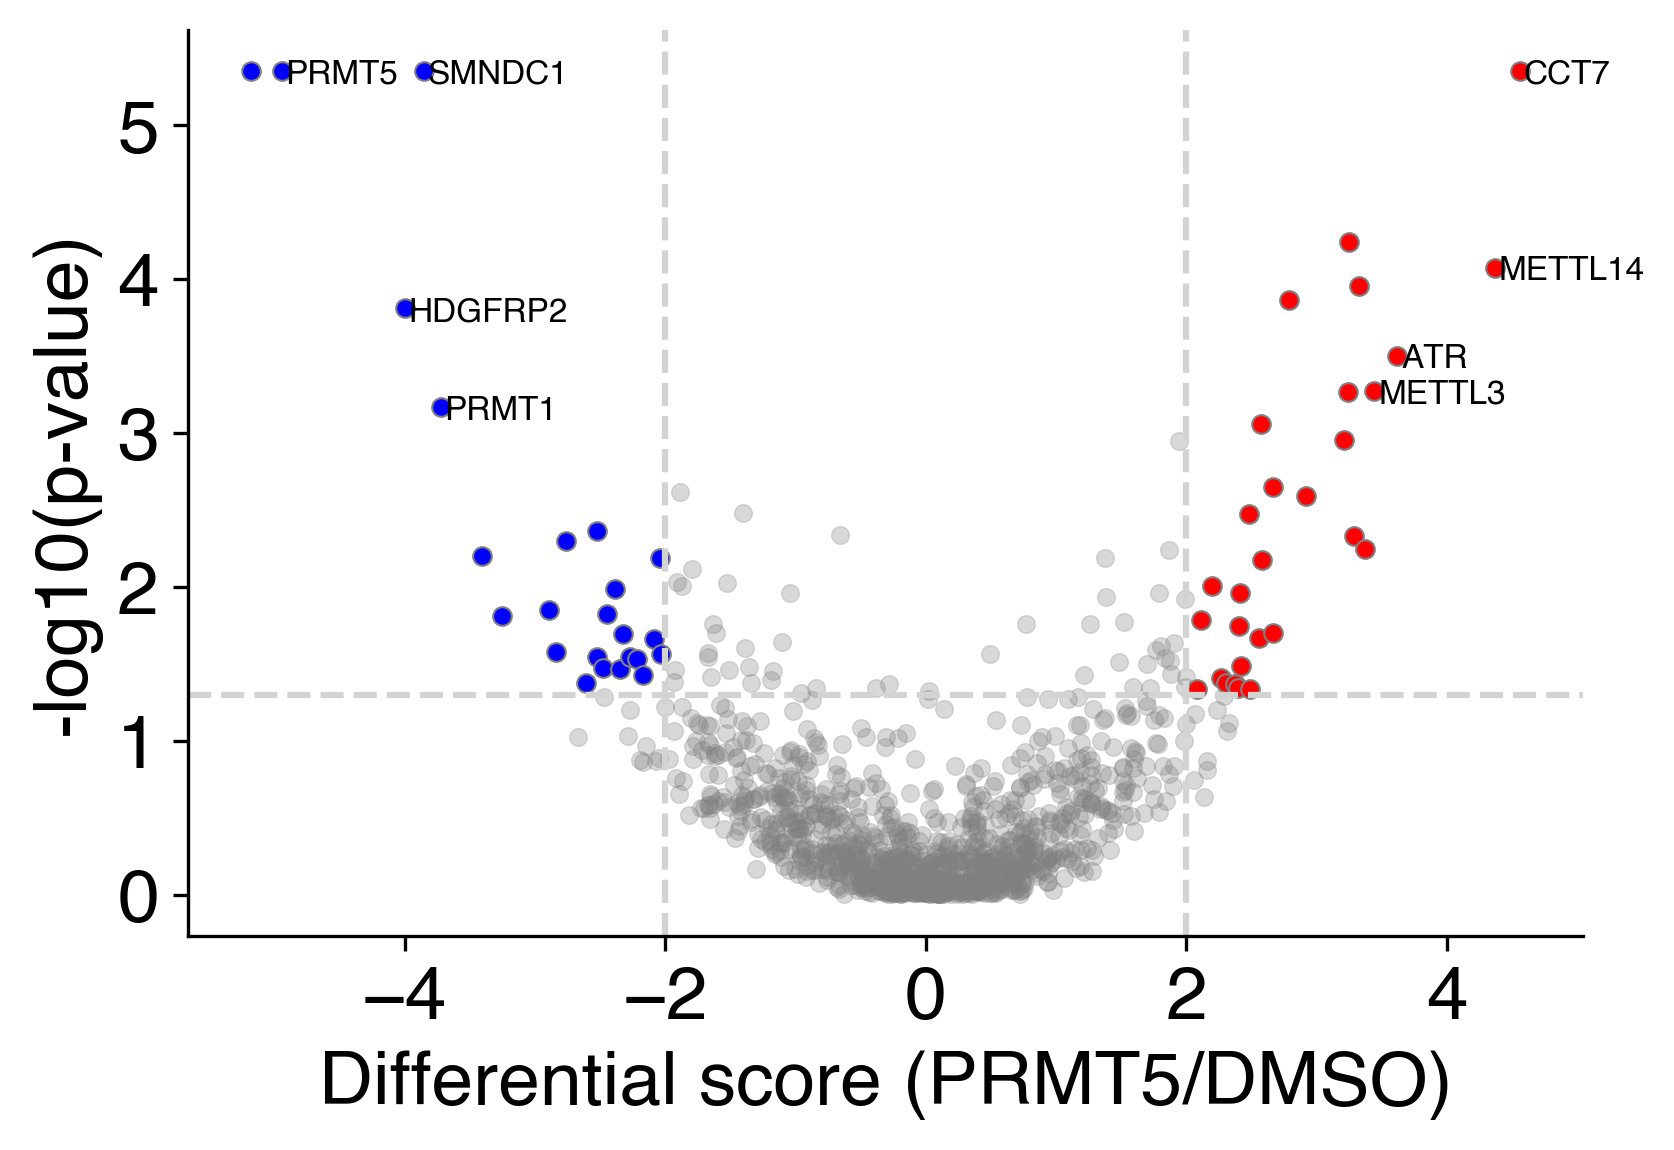 PRMT5
SMNDC1
CCT7
5
4
METTL14
HDGFRP2
ATR
METTL3
PRMT1
3
2
1
0
-log10(p-value)
−4
−2
0
2
4
Differential score (PRMT5/DMSO)